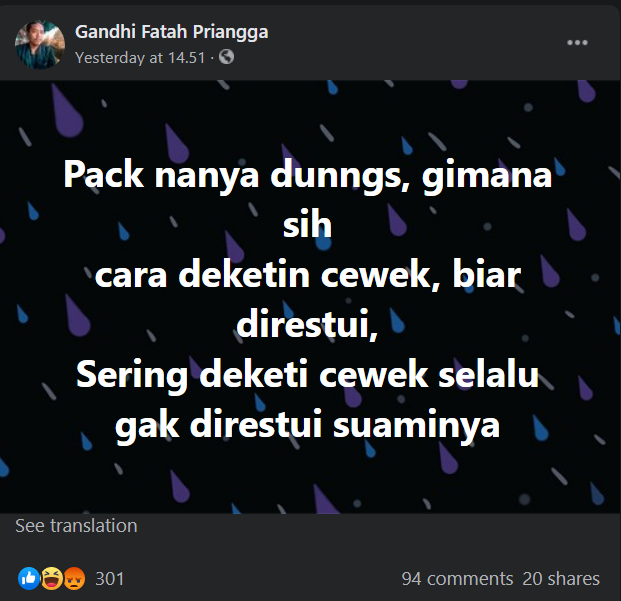 Gandhi Fatah Priangga
Yesterday at 14.51 ·
Pack nanya dunngs, gimana
sih
cara deketin cewek, biar
direstui,
Sering deketi cewek selalu
gak direstui suaminya
See translation
301
94 comments 20 shares